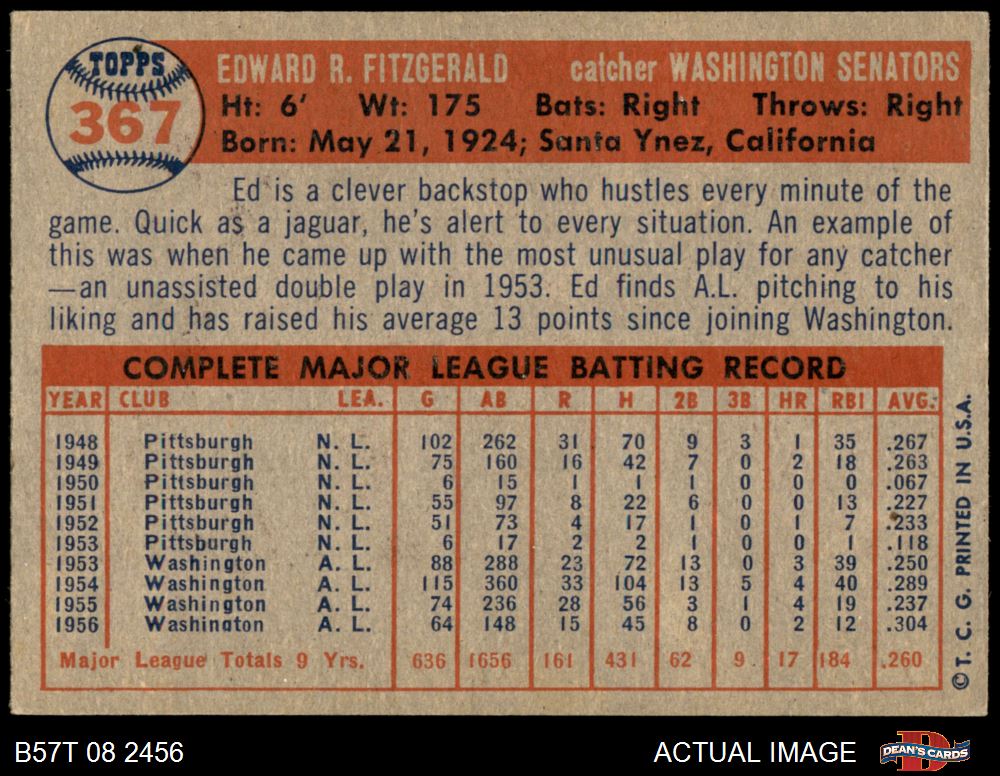 TOPPS
367
EDWARD R. FITZGERALD catcher WASHINGTON SENATORS
Ht: 6' Wt: 175 Bats: Right Throws: Right
Born: May 21, 1924; Santa Ynez, California
Ed is a clever backstop who hustles every minute of the
game. Quick as a jaguar, he's alert to every situation. An example of
this was when he came up with the most unusual play for any catcher
—an unassisted double play in 1953. Ed finds A.L. pitching to his
liking and has raised his average 13 points since joining Washington.
COMPLETE MAJOR LEAGUE BATTING RECORD
YEAR CLUB LEA. G AB R H 2B 3B HR RBI AVG.
1948 Pittsburgh N. L. 102 262 31 70 9 3 1 35 .267
1949 Pittsburgh N. L. 75 160 16 42 7 0 2 18 .263
1950 Pittsburgh N. L. 6 15 1 1 1 0 0 0 .067
1951 Pittsburgh N. L. 55 97 8 22 6 0 0 13 .227
1952 Pittsburgh N. L. 51 73 4 17 1 0 1 7 .233
1953 Pittsburgh N. L. 6 17 2 2 1 0 0 1 .118
1953 Washington A. L. 88 288 23 72 13 0 3 39 .250
1954 Washington A. L. 115 360 33 104 13 5 4 40 .289
1955 Washington A. L. 74 236 28 56 3 1 4 19 .237
1956 Washington A. L. 64 148 15 45 8 0 2 12 .304
Major League Totals 9 Yrs. 636 1656 161 431 62 9 17 184 .260
© T. C. G. PRINTED IN U.S.A.
B57T 08 2456 ACTUAL IMAGE
DEAN'S CARDS